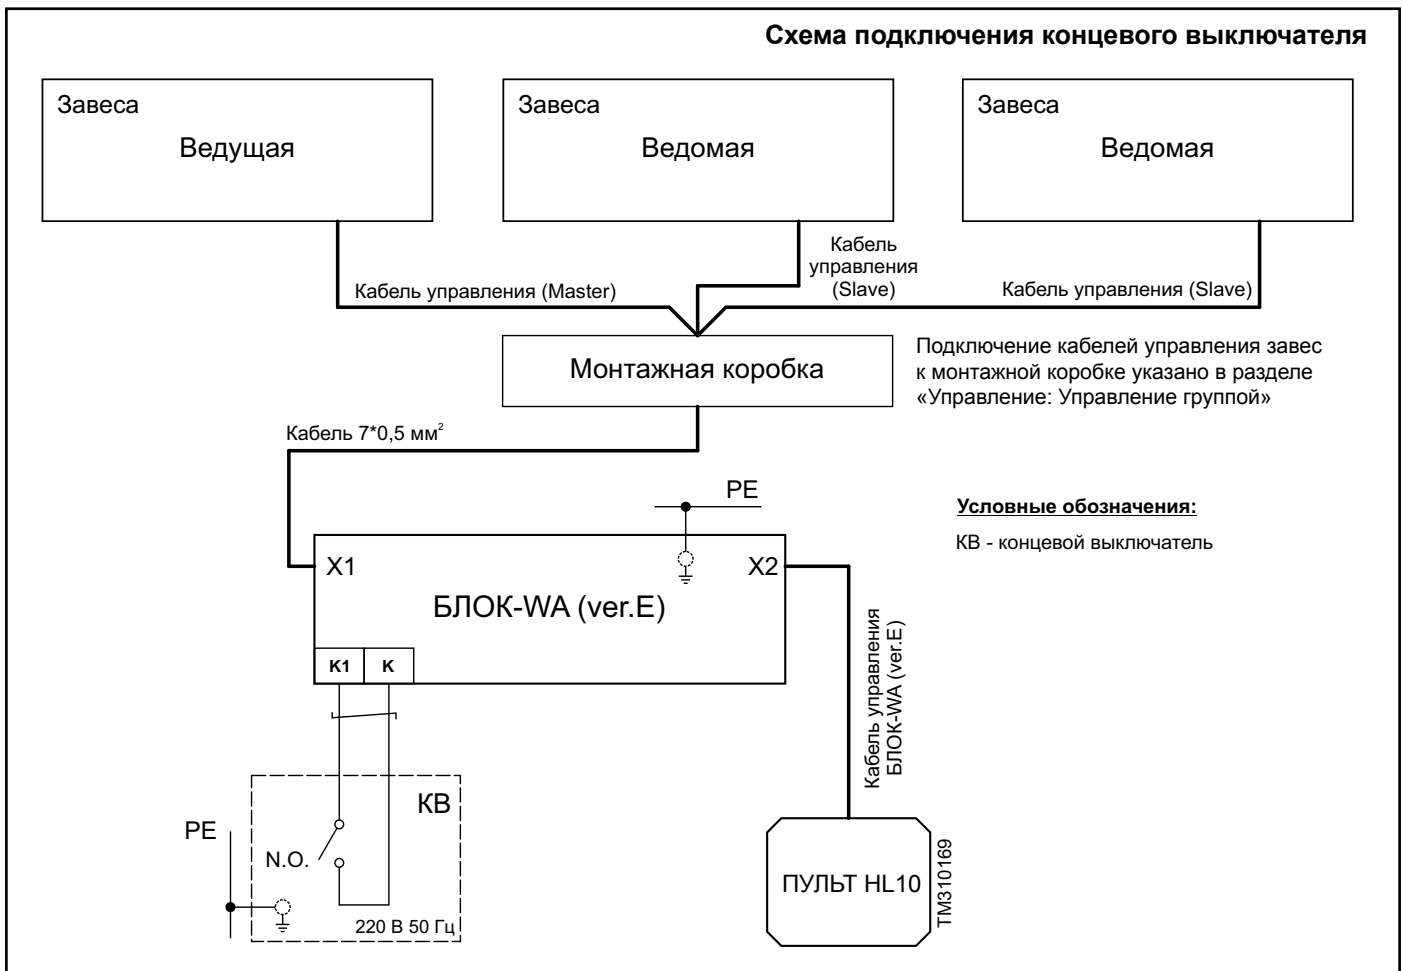 Схема подключения концевого выключателя
Завеса
Ведущая
Завеса
Ведомая
Завеса
Ведомая
Кабель управления (Master)
Кабель
управления
(Slave)
Кабель управления (Slave)
Монтажная коробка
Подключение кабелей управления завес
к монтажной коробке указано в разделе
«Управление: Управление группой»
Кабель 7*0,5 мм²
PE
Условные обозначения:
КВ - концевой выключатель
X1
X2
БЛОК-WA (ver.E)
K1
K
Кабель управления
БЛОК-WA (ver.E)
КВ
PE
N.O.
220 В 50 Гц
ПУЛЬТ HL10
TM310169